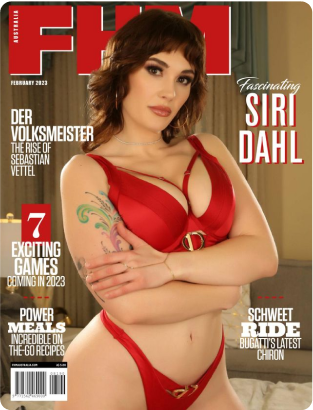 AUSTRALIA
FHM
FEBRUARY 2023
Fascinating
SIRI
DAHL
DER
VOLKSMEISTER
THE RISE OF
SEBASTIAN
VETTEL
7
EXCITING
GAMES
COMING IN 2023
POWER
MEALS
INCREDIBLE ON-
THE-GO RECIPES
SCHWEET
RIDE
BUGATTI'S LATEST
CHIRON